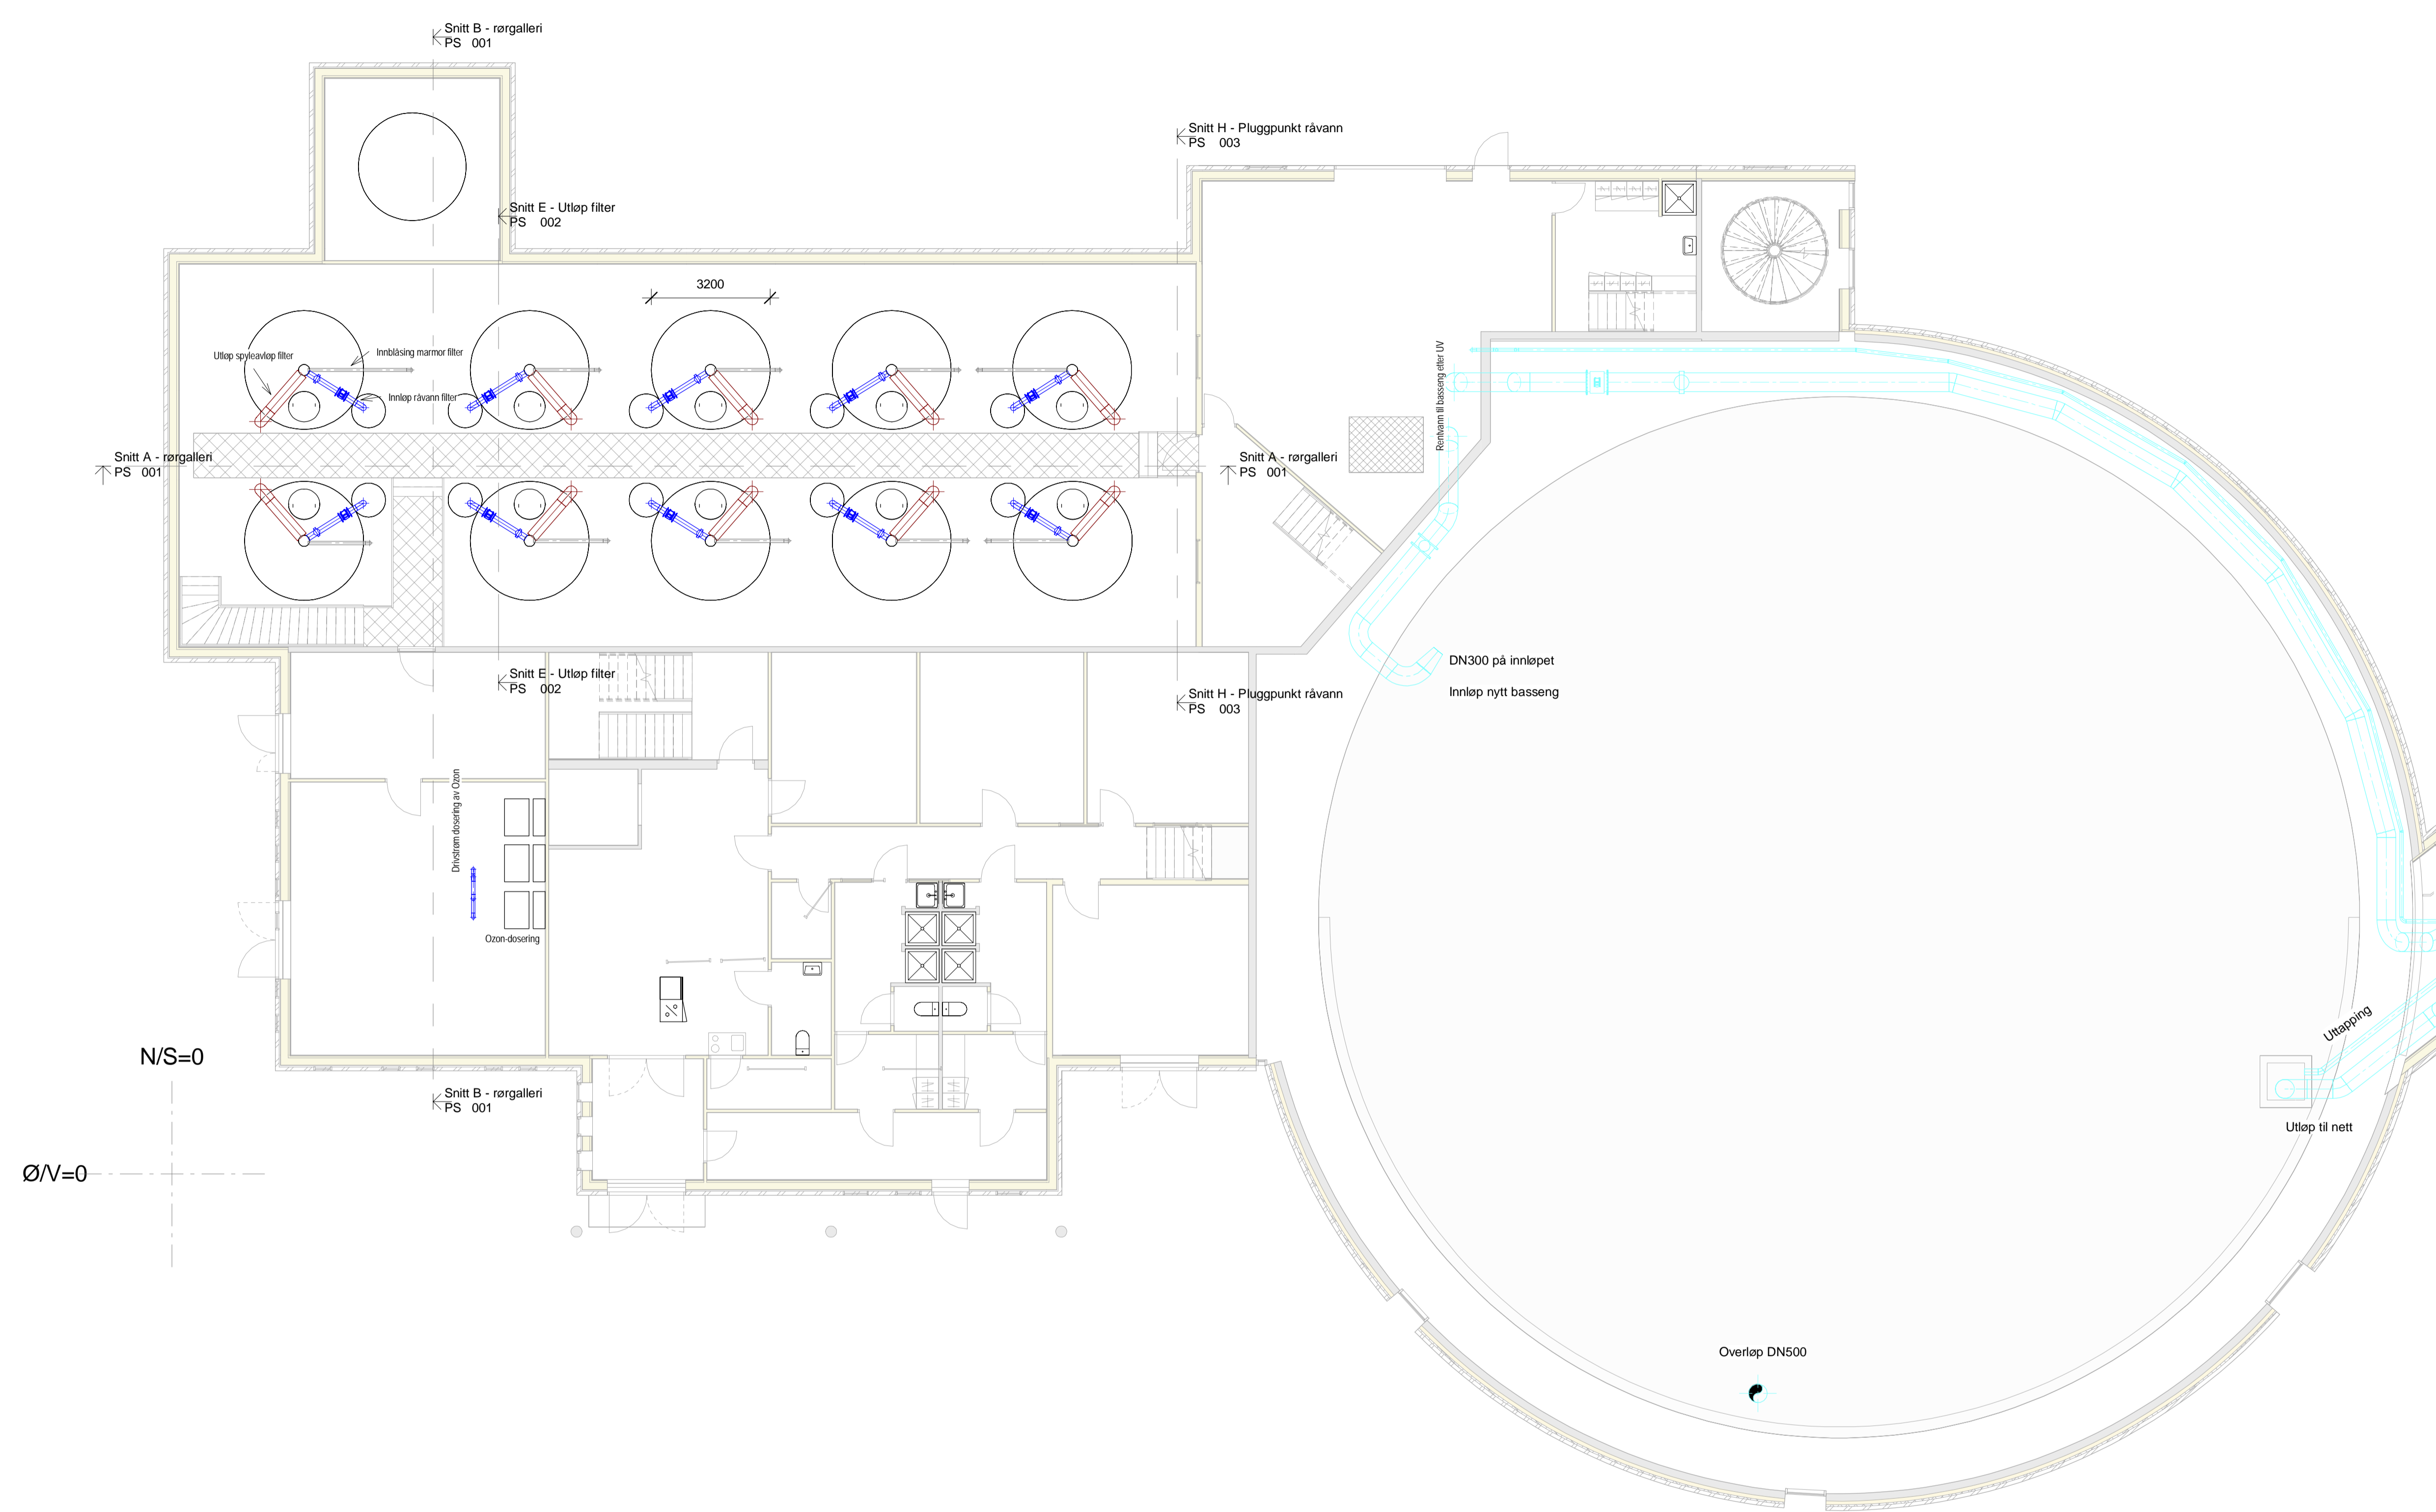 Snitt B - rørgalleri
PS 001
Snitt H - Pluggpunkt råvann
PS 003
Snitt E - Utløp filter
PS 002
3200
Utløp spyleavløp filter
Innblåsing marmor filter
Innløp råvann filter
Rentvann til basseng etter UV
Snitt A - rørgalleri
PS 001
Snitt A - rørgalleri
PS 001
DN300 på innløpet
Innløp nytt basseng
Snitt E - Utløp filter
PS 002
Snitt H - Pluggpunkt råvann
PS 003
Drivstrøm dosering av Ozon
Ozon-dosering
Uttapping
N/S=0
Snitt B - rørgalleri
PS 001
Utløp til nett
Ø/V=0
Overløp DN500